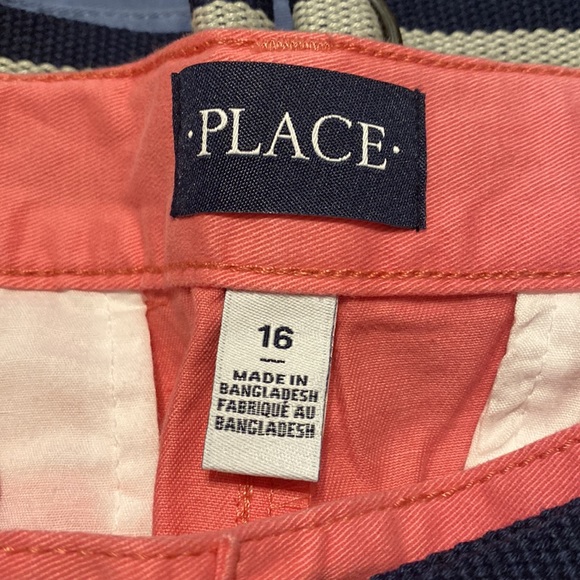 ·PLACE·
16
MADE IN
BANGLADESH
FABRIQUÉ AU
BANGLADESH